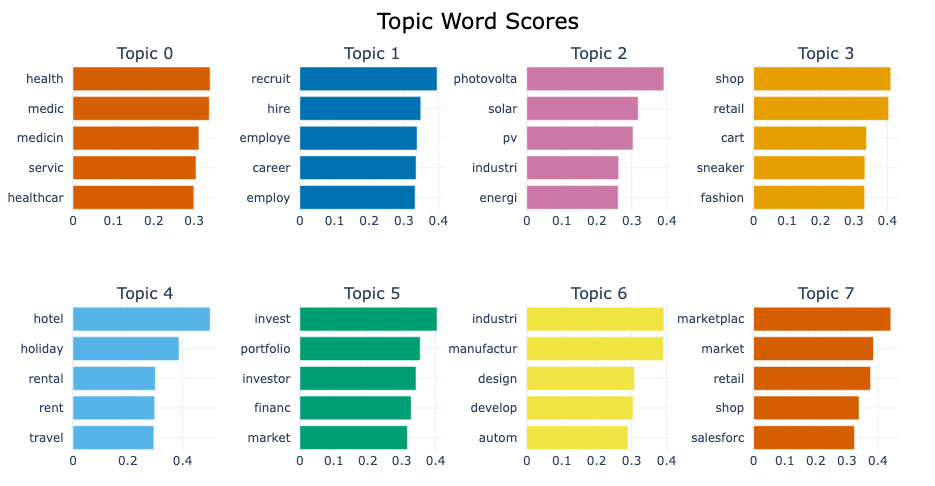 Topic Word Scores
Topic 0
health
medic
medicin
servic
healthcar
0 0.1 0.2 0.3
Topic 1
recruit
hire
employe
career
employ
0 0.1 0.2 0.3 0.4
Topic 2
photovolta
solar
pv
industri
energi
0 0.1 0.2 0.3 0.4
Topic 3
shop
retail
cart
sneaker
fashion
0 0.1 0.2 0.3 0.4
Topic 4
hotel
holiday
rental
rent
travel
0 0.2 0.4
Topic 5
invest
portfolio
investor
financ
market
0 0.1 0.2 0.3 0.4
Topic 6
industri
manufactur
design
develop
autom
0 0.1 0.2 0.3 0.4
Topic 7
marketplac
market
retail
shop
salesforc
0 0.1 0.2 0.3 0.4